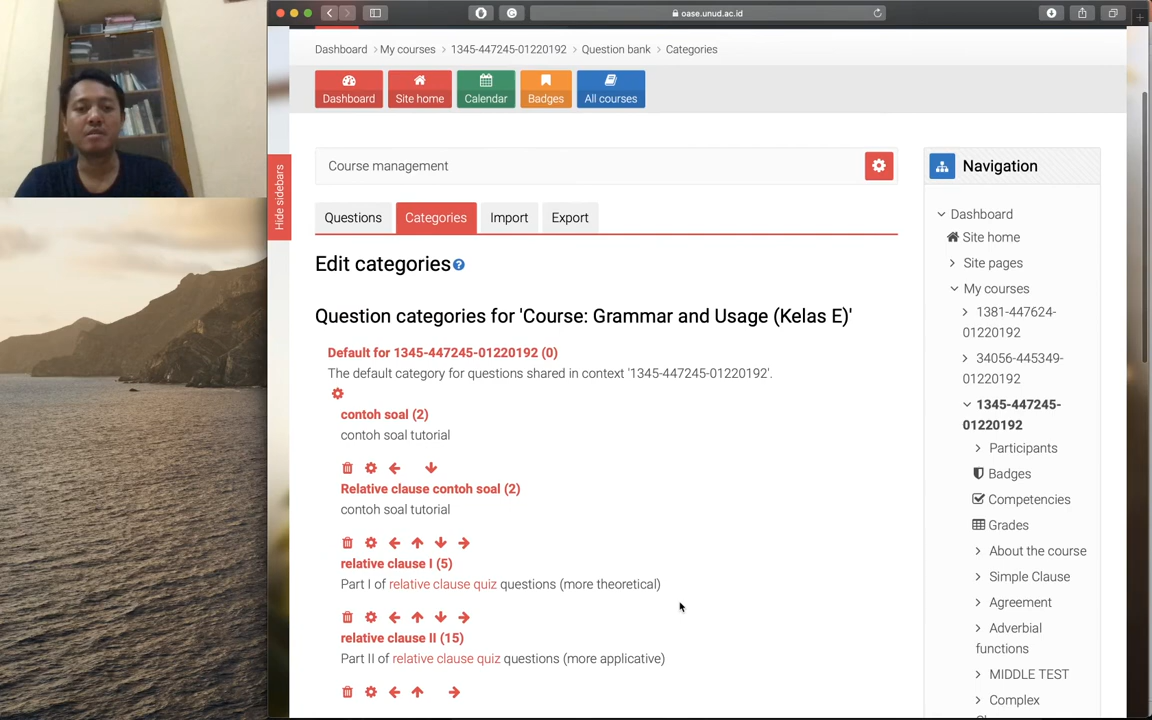 oase.unud.ac.id
Dashboard > My courses > 1345-447245-01220192 > Question bank > Categories
Dashboard
Site home
Calendar
Badges
All courses
Hide sidebars
Course management
Questions
Categories
Import
Export
Edit categories
Question categories for 'Course: Grammar and Usage (Kelas E)'
Default for 1345-447245-01220192 (0)
The default category for questions shared in context '1345-447245-01220192'.
contoh soal (2)
contoh soal tutorial
Relative clause contoh soal (2)
contoh soal tutorial
relative clause I (5)
Part I of relative clause quiz questions (more theoretical)
relative clause II (15)
Part II of relative clause quiz questions (more applicative)
Navigation
Dashboard
Site home
Site pages
My courses
1381-447624-
01220192
34056-445349-
01220192
1345-447245-
01220192
Participants
Badges
Competencies
Grades
About the course
Simple Clause
Agreement
Adverbial
functions
MIDDLE TEST
Complex